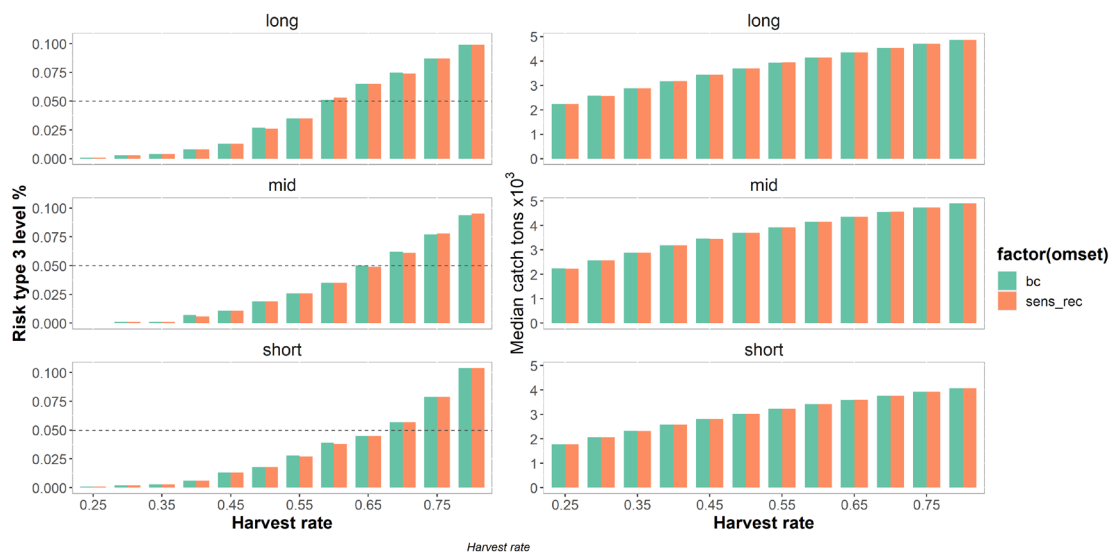 long
0.100
0.075
0.050
0.025
0.000
mid
0.100
0.075
0.050
0.025
0.000
short
0.100
0.075
0.050
0.025
0.000
0.25 0.35 0.45 0.55 0.65 0.75
Harvest rate
Risk type 3 level %
long
5
4
3
2
1
0
mid
5
4
3
2
1
0
short
5
4
3
2
1
0
0.25 0.35 0.45 0.55 0.65 0.75
Harvest rate
Median catch tons x10³
factor(omset)
bc
sens_rec
Harvest rate